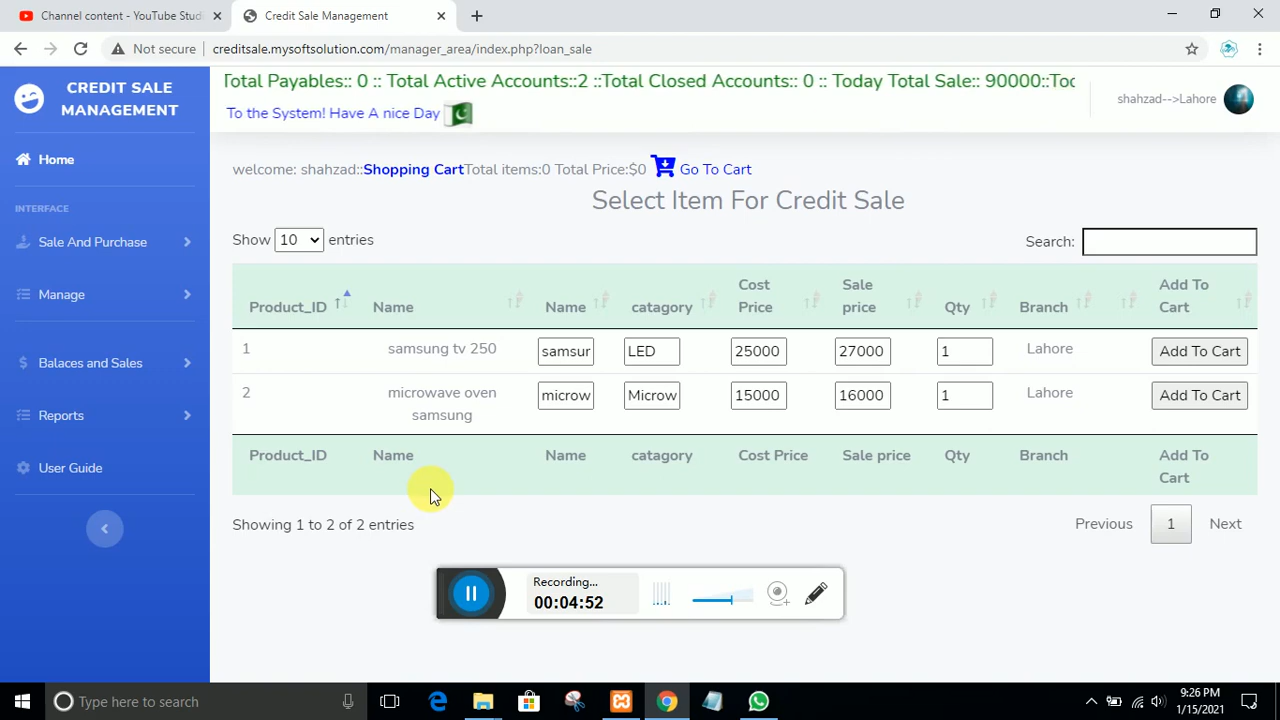 Channel content - YouTube Studi
Credit Sale Management
Not secure
creditsale.mysoftsolution.com/manager_area/index.php?loan_sale
CREDIT SALE MANAGEMENT
Total Payables:: 0 :: Total Active Accounts::2 ::Total Closed Accounts:: 0 :: Today Total Sale:: 90000::Too
To the System! Have A nice Day
shahzad-->Lahore
Home
INTERFACE
Sale And Purchase
Manage
Balaces and Sales
Reports
User Guide
welcome: shahzad::Shopping CartTotal items:0 Total Price:$0 Go To Cart
Select Item For Credit Sale
Show 10 entries
Search:
Product_ID Name Name catagory Cost Price Sale price Qty Branch Add To Cart
1 samsung tv 250 samsur LED 25000 27000 1 Lahore Add To Cart
2 microwave oven samsung microw Microw 15000 16000 1 Lahore Add To Cart
Product_ID Name Name catagory Cost Price Sale price Qty Branch Add To Cart
Showing 1 to 2 of 2 entries
Previous 1 Next
Recording...
00:04:52
Type here to search
9:26 PM
1/15/2021